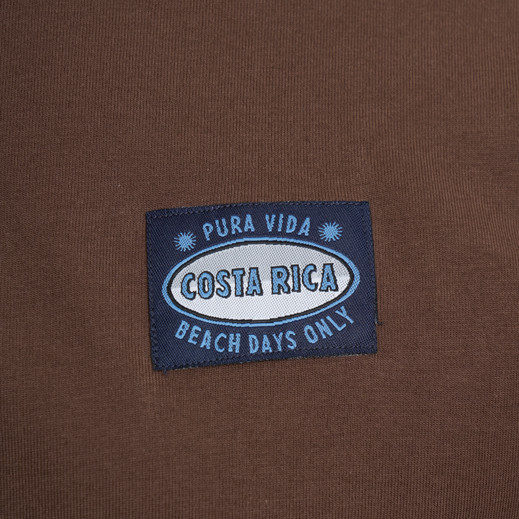 PURA VIDA
COSTA RICA
BEACH DAYS ONLY